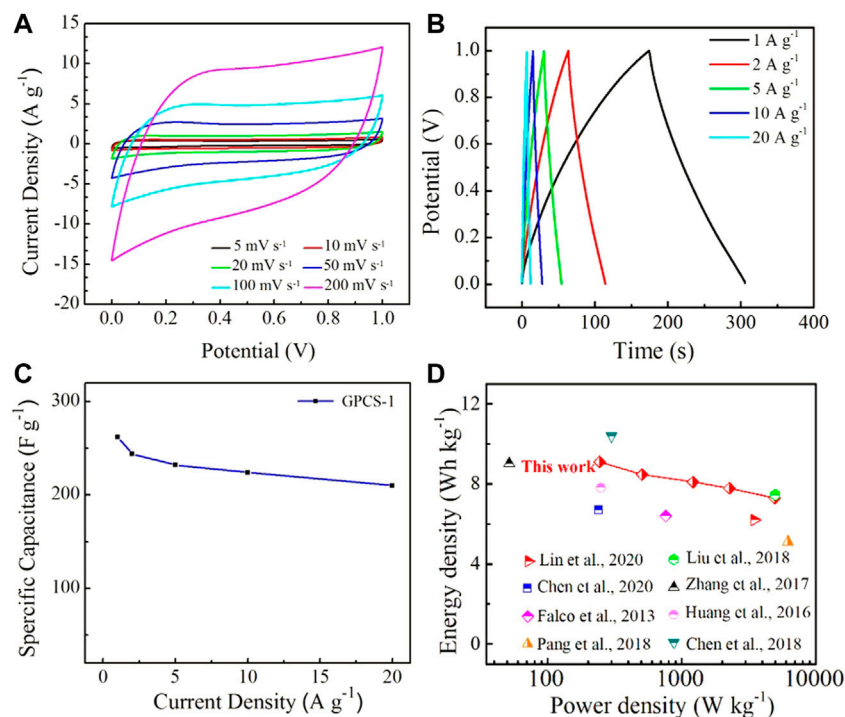 A
Current Density (A g-1)
15
10
5
0
-5
-10
-15
-20
5 mV s-1 10 mV s-1
20 mV s-1 50 mV s-1
100 mV s-1 200 mV s-1
0.0 0.2 0.4 0.6 0.8 1.0
Potential (V)
B
Potential (V)
1.0
0.8
0.6
0.4
0.2
0.0
1 A g-1
2 A g-1
5 A g-1
10 A g-1
20 A g-1
0 100 200 300 400
Time (s)
C
Spercific Capacitance (F g-1)
300
200
100
0
GPCS-1
0 5 10 15 20
Current Density (A g-1)
D
Energy density (Wh kg-1)
12
8
4
0
This work
Lin et al., 2020 Liu et al., 2018
Chen et al., 2020 Zhang et al., 2017
Falco et al., 2013 Huang et al., 2016
Pang et al., 2018 Chen et al., 2018
100 1000 10000
Power density (W kg-1)